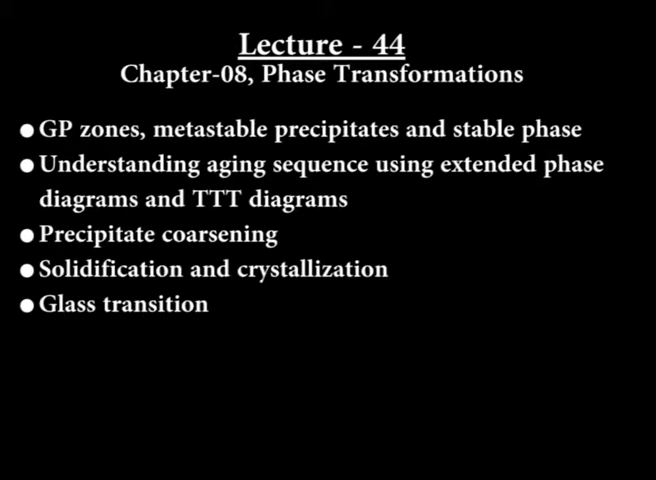 Lecture - 44
Chapter-08, Phase Transformations
● GP zones, metastable precipitates and stable phase
● Understanding aging sequence using extended phase
diagrams and TTT diagrams
● Precipitate coarsening
● Solidification and crystallization
● Glass transition